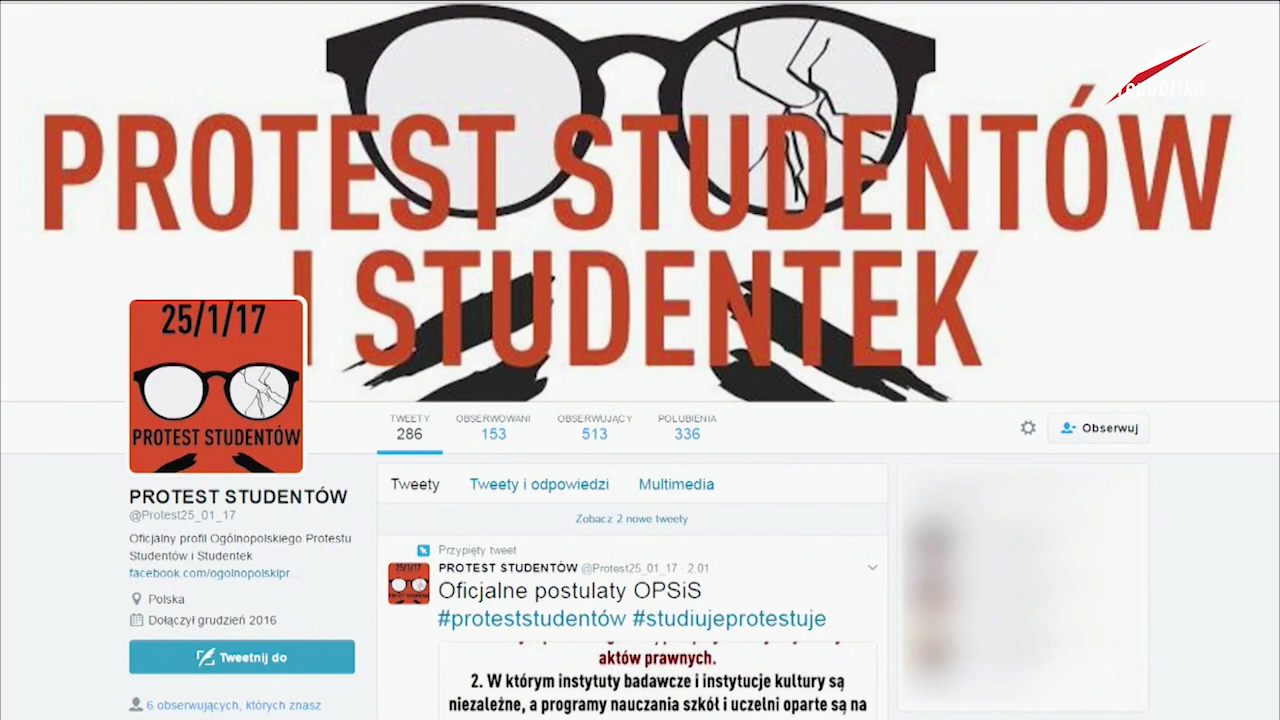 republika
PROTEST STUDENTÓW
I STUDENTEK
25/1/17
PROTEST STUDENTÓW
TWEETY
286
OBSERWOWANI
153
OBSERWUJĄCY
513
POLUBIENIA
336
Obserwuj
PROTEST STUDENTÓW
@Protest25_01_17
Oficjalny profil Ogólnopolskiego Protestu
Studentów i Studentek
facebook.com/ogolnopolskipr…
Polska
Dołączył grudzień 2016
Tweetnij do
6 obserwujących, których znasz
Tweety
Tweety i odpowiedzi
Multimedia
Zobacz 2 nowe tweety
Przypięty tweet
25/1/17
PROTEST STUDENTÓW @Protest25_01_17 · 2.01
Oficjalne postulaty OPSiS
#proteststudentów #studiujeprotestuje
aktów prawnych.
2. W którym instytuty badawcze i instytucje kultury są
niezależne, a programy nauczania szkół i uczelni oparte są na